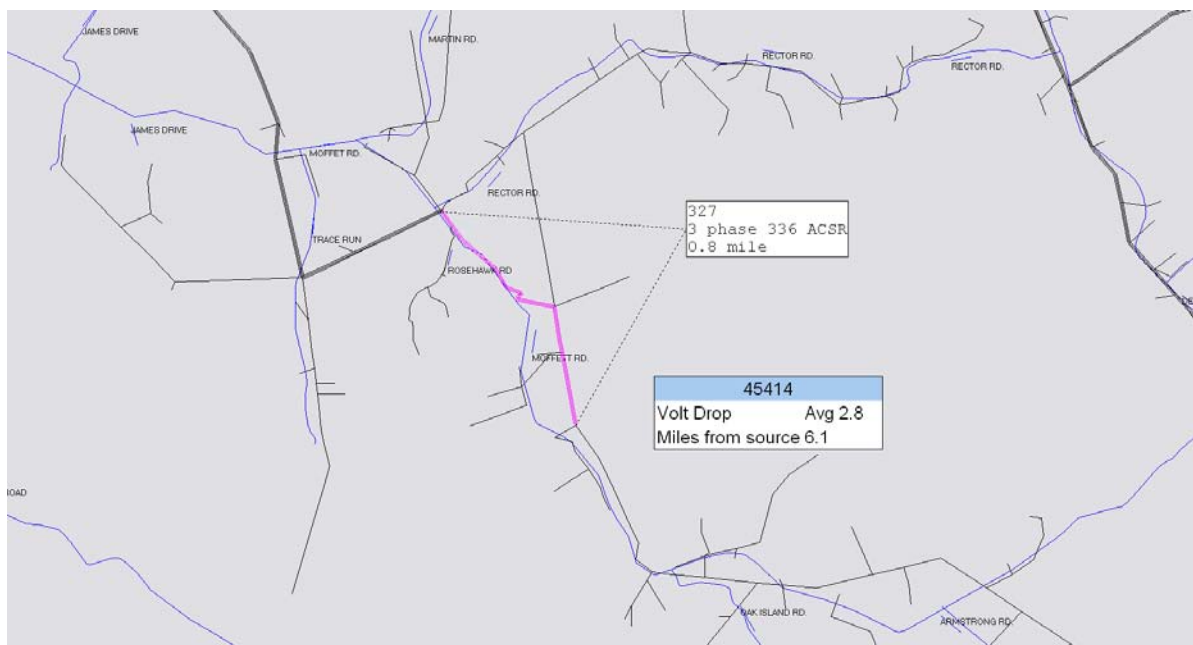 JAMES DRIVE
MARTIN RD.
RECTOR RD.
RECTOR RD.
JAMES DRIVE
MOFFET RD.
RECTOR RD.
327
3 phase 336 ACSR
0.8 mile
TRACE RUN
ROSEHAWK RD
MOFFEST RD.
45414
Volt Drop Avg 2.8
Miles from source 6.1
ROAD
OAK ISLAND RD.
ARMSTRONG RD.